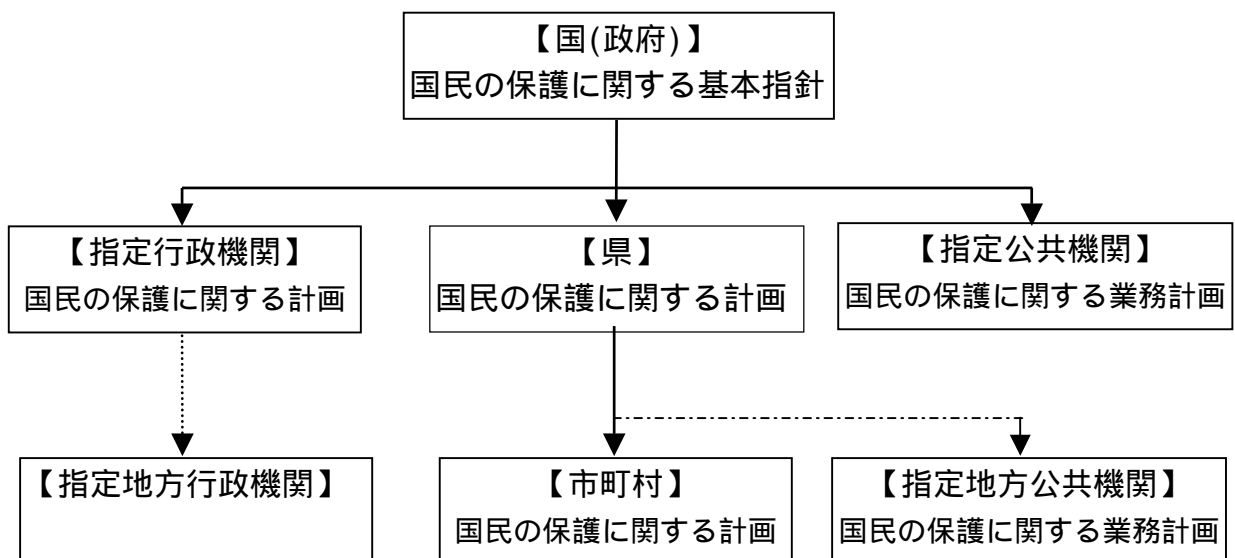 【国(政府)】
国民の保護に関する基本指針
【指定行政機関】
国民の保護に関する計画
【県】
国民の保護に関する計画
【指定公共機関】
国民の保護に関する業務計画
【指定地方行政機関】
【市町村】
国民の保護に関する計画
【指定地方公共機関】
国民の保護に関する業務計画